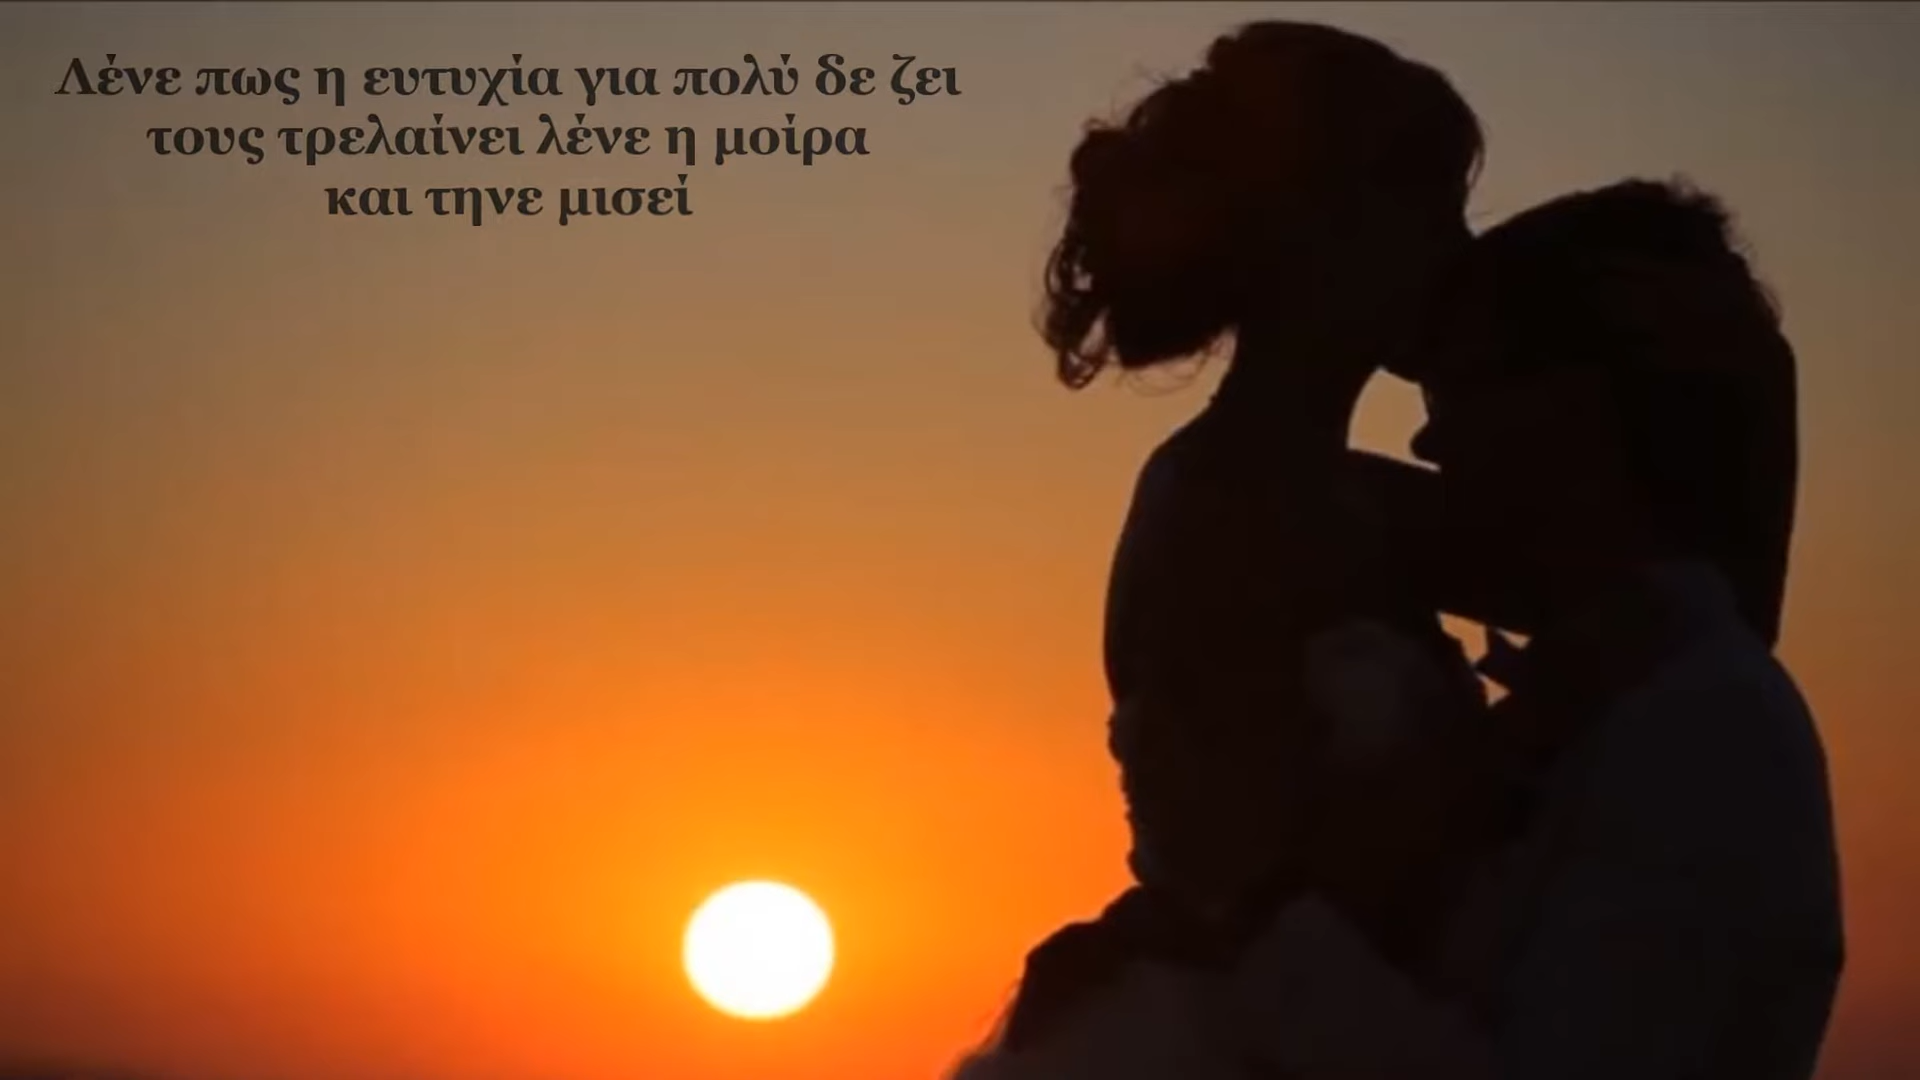 Λένε πως η ευτυχία για πολύ δε ζει
τους τρελαίνει λένε η μοίρα
και τηνε μισεί